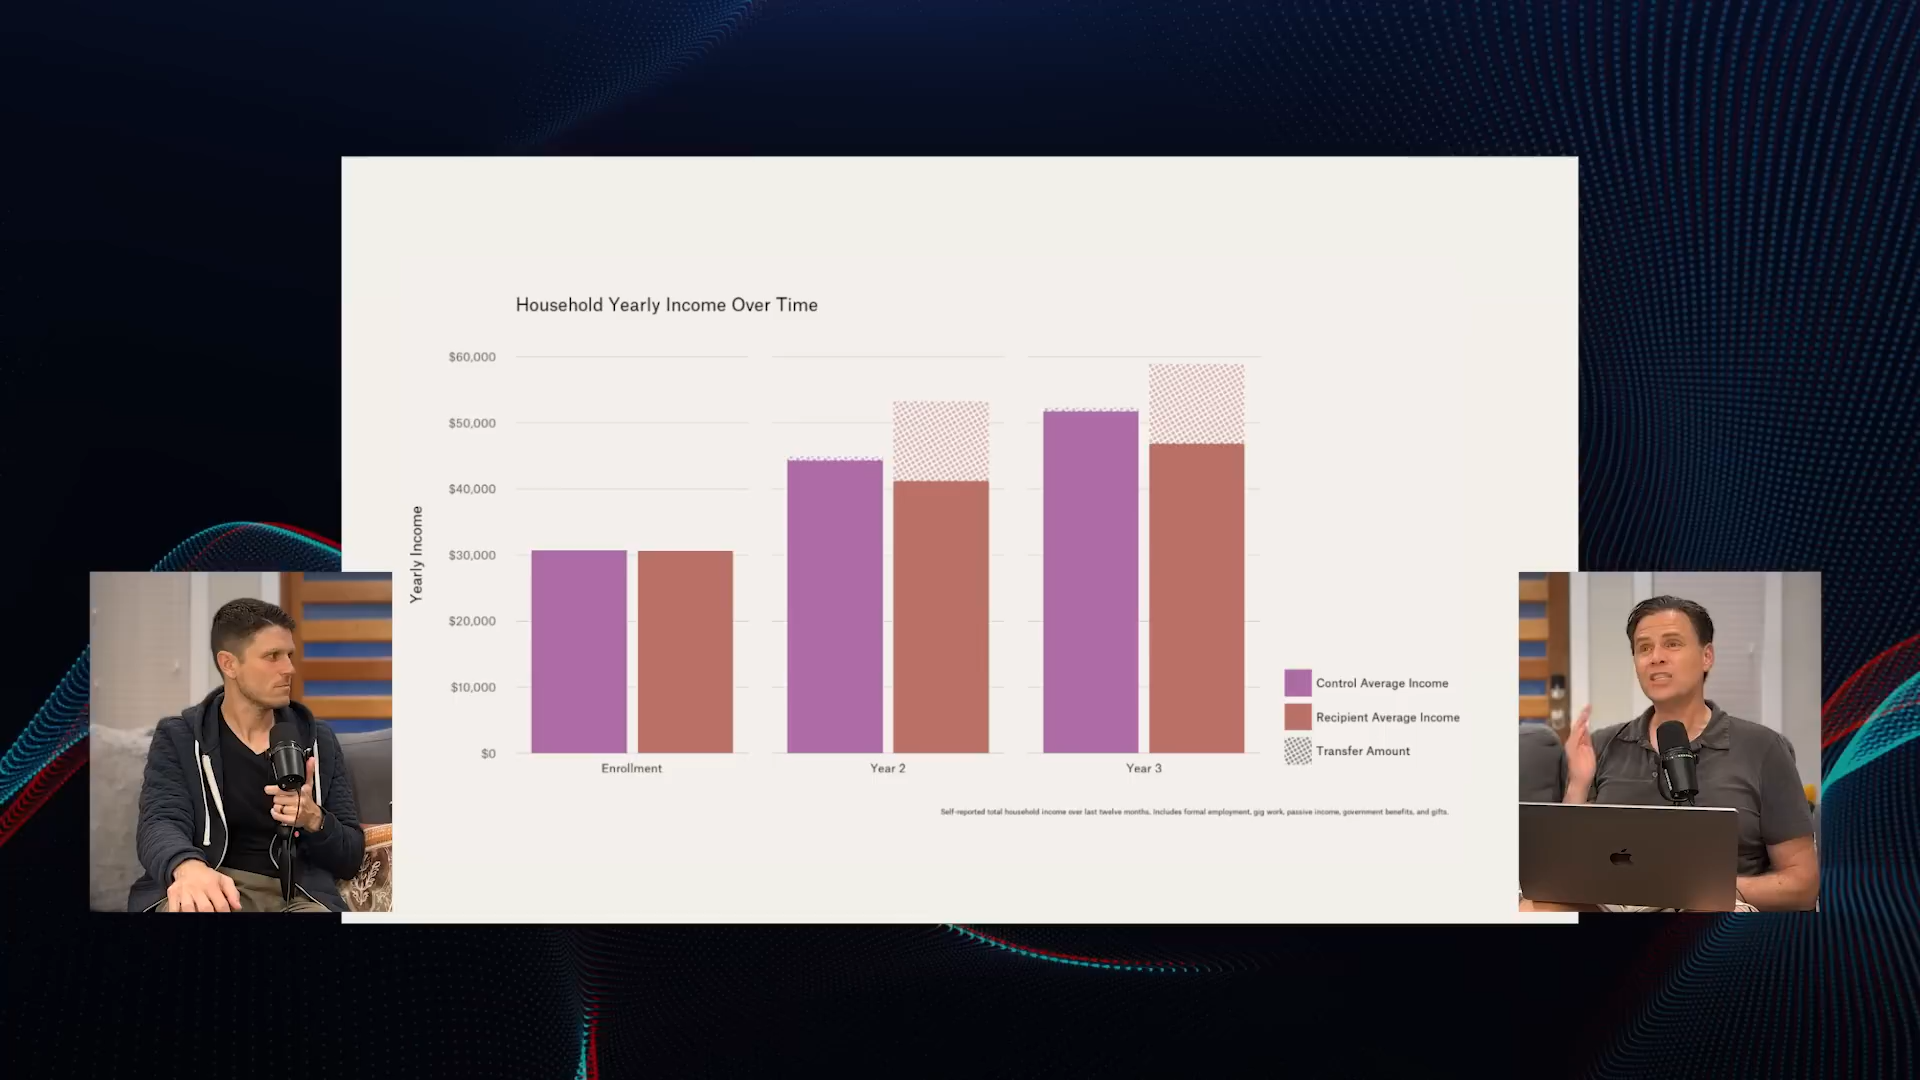 Household Yearly Income Over Time
Yearly Income
$60,000
$50,000
$40,000
$30,000
$20,000
$10,000
$0
Enrollment
Year 2
Year 3
Control Average Income
Recipient Average Income
Transfer Amount
Self-reported total household income over last twelve months. Includes formal employment, gig work, passive income, government benefits, and gifts.